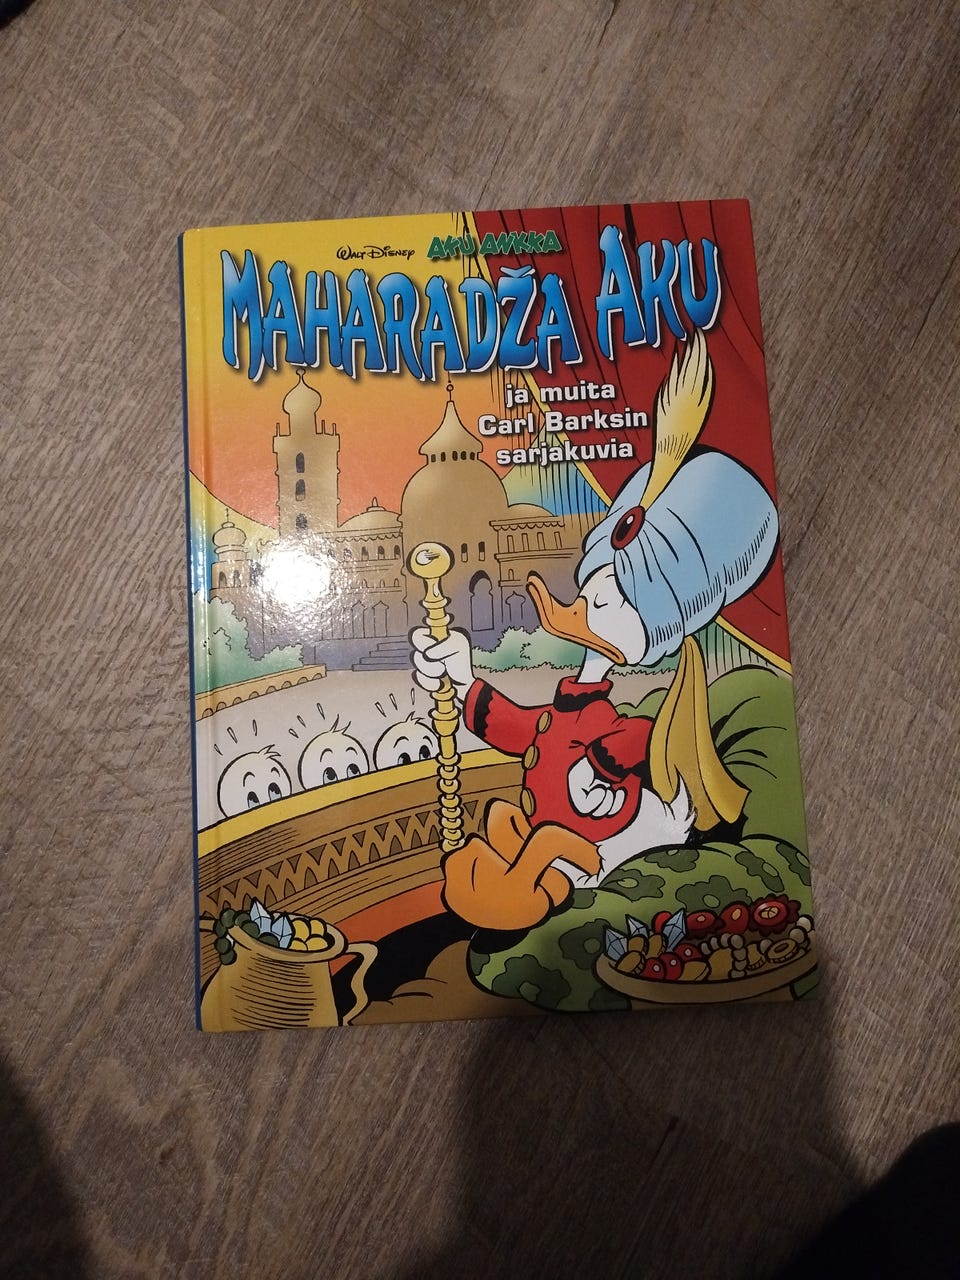 WALT DISNEY AKU ANKKA
MAHARADŽA AKU
ja muita
Carl Barksin
sarjakuvia